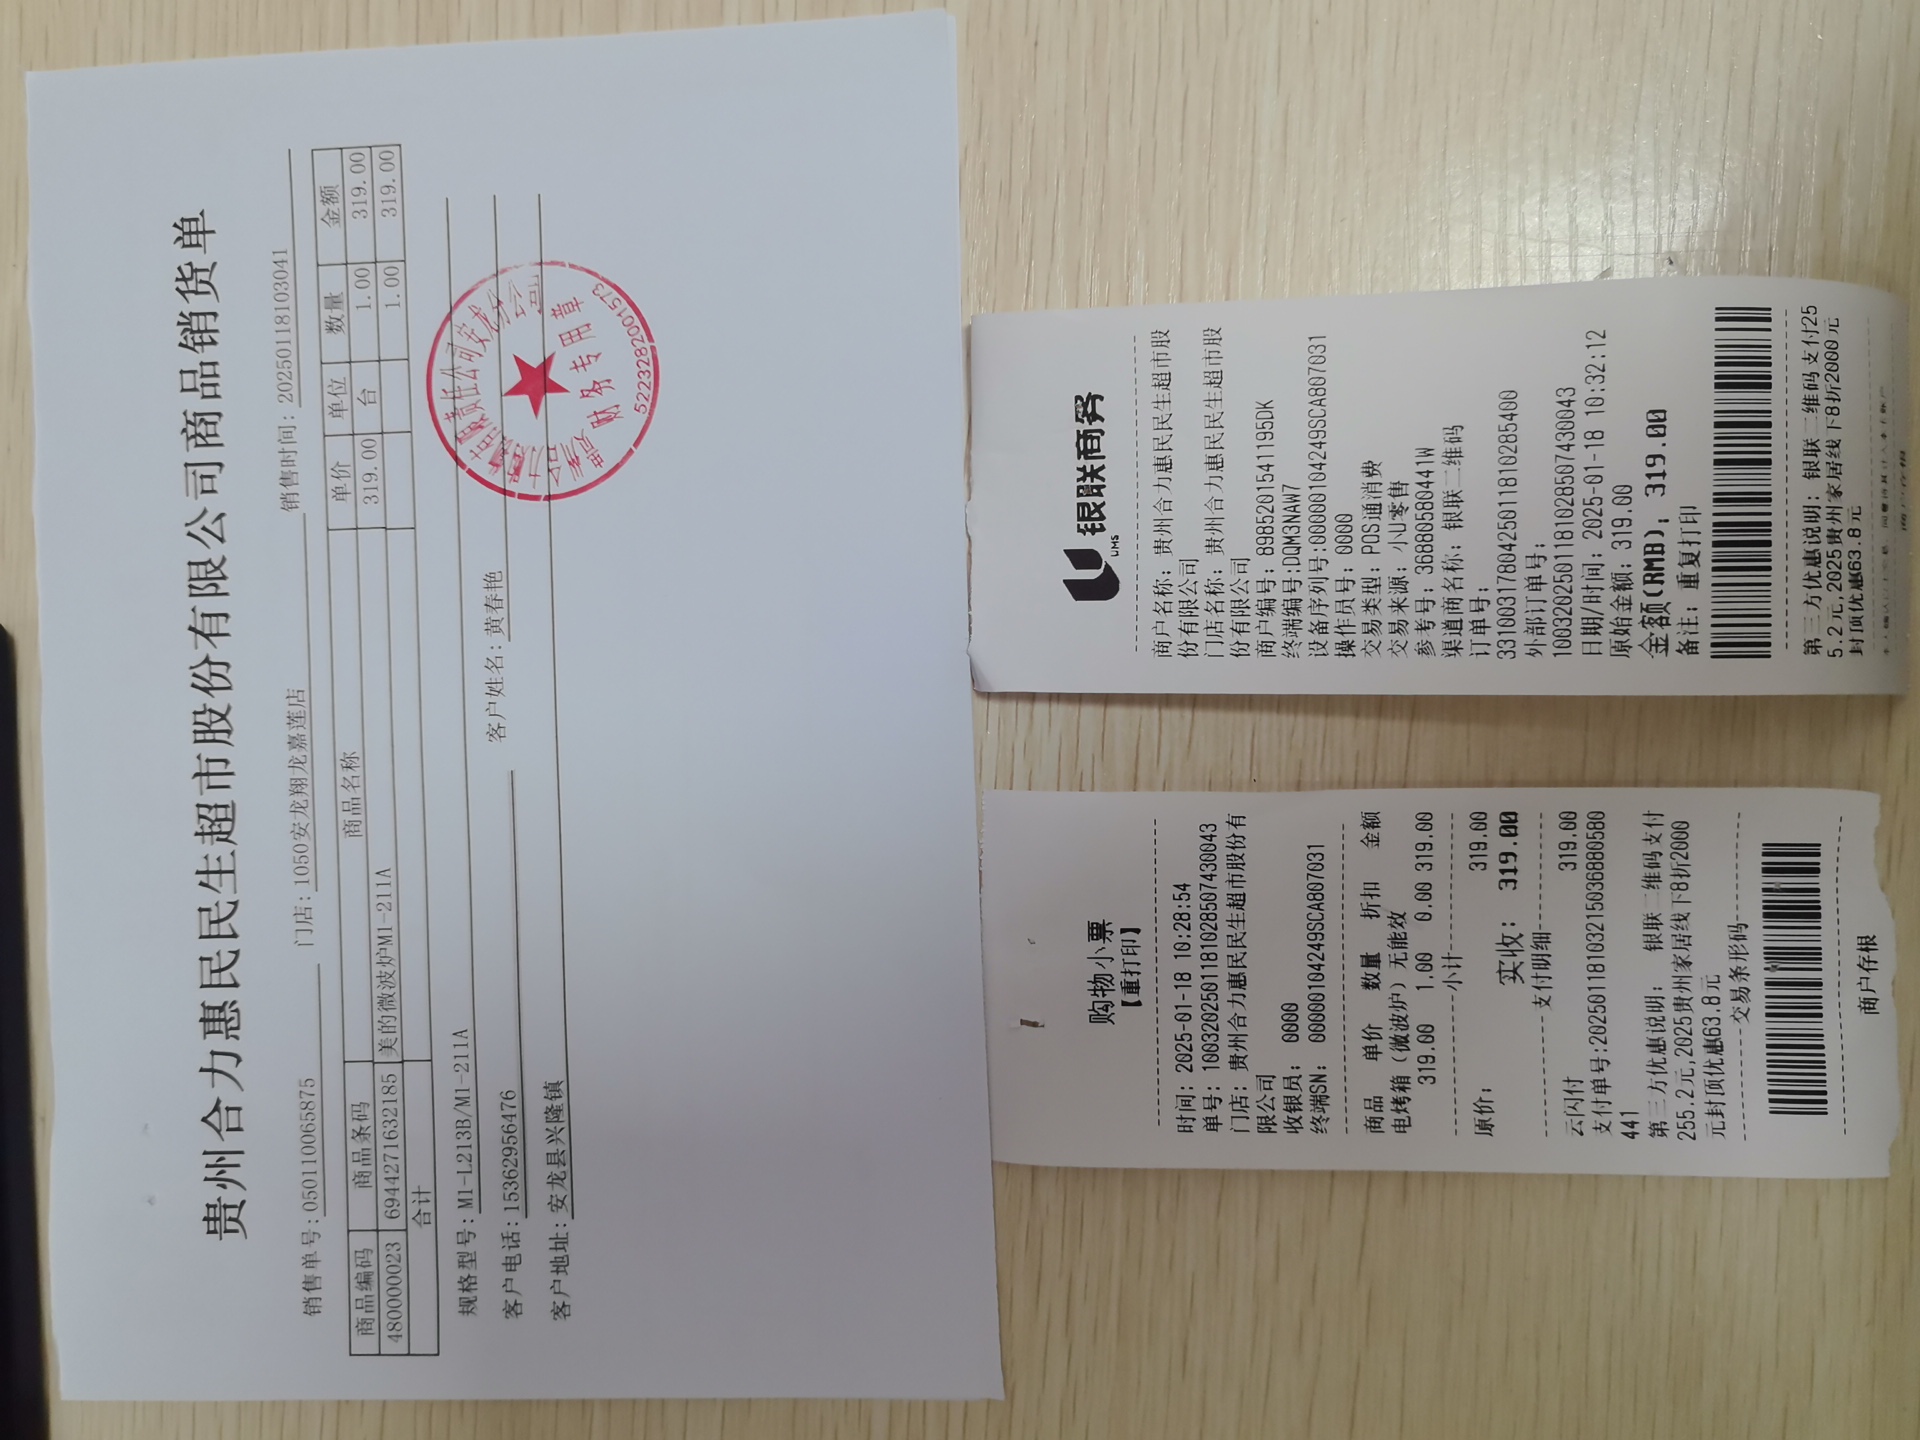 贵州合力惠民民生超市股份有限公司商品销货单
销售单号:050110065875 门店:1050安龙翔龙嘉莲店 销售时间:20250118103041
商品编码 商品条码 商品名称 单价 单位 数量 金额
48000023 6944271632185 美的微波炉M1-211A 319.00 台 1.00 319.00
合计 1.00 319.00
规格型号:M1-L213B/M1-211A
客户电话:15362956476 客户姓名:黄春艳
客户地址:安龙县兴隆镇
财务专用章
5223287001573
购物小票
【重打印】
时间: 2025-01-18 10:28:54
单号: 10032025011810285074300​43
门店: 贵州合力惠民民生超市股份有
限公司
收银员: 0000
终端SN: 00000104249SCA807031
商品 单价 数量 折扣 金额
电烤箱(微波炉)无能效
319.00 1.00 0.00 319.00
小计
原价: 319.00
实收: 319.00
支付明细
云闪付 319.00
支付单号:2025011810321503688​0580
441
第三方优惠说明: 银联二维码支付
255.2元,2025贵州家居线下8折2000
元封顶优惠63.8元
交易条形码
商户存根
银联商务
UMS
商户名称: 贵州合力惠民民生超市股
份有限公司
门店名称: 贵州合力惠民民生超市股
份有限公司
商户编号: 89852015411195DK
终端编号:DQM3NAW7
设备序列号:00000104249SCA807031
操作员号: 0000
交易类型: POS通消费
交易来源: 小U零售
参考号: 36880580441W
渠道商名称: 银联二维码
订单号:
33100317804250118102854​00
外部订单号:
10032025011810285074300​43
日期/时间: 2025-01-18 10:32:12
原始金额: 319.00
金额(RMB): 319.00
备注: 重复打印
第三方优惠说明: 银联二维码支付25
5.2元,2025贵州家居线下8折2000元
封顶优惠63.8元